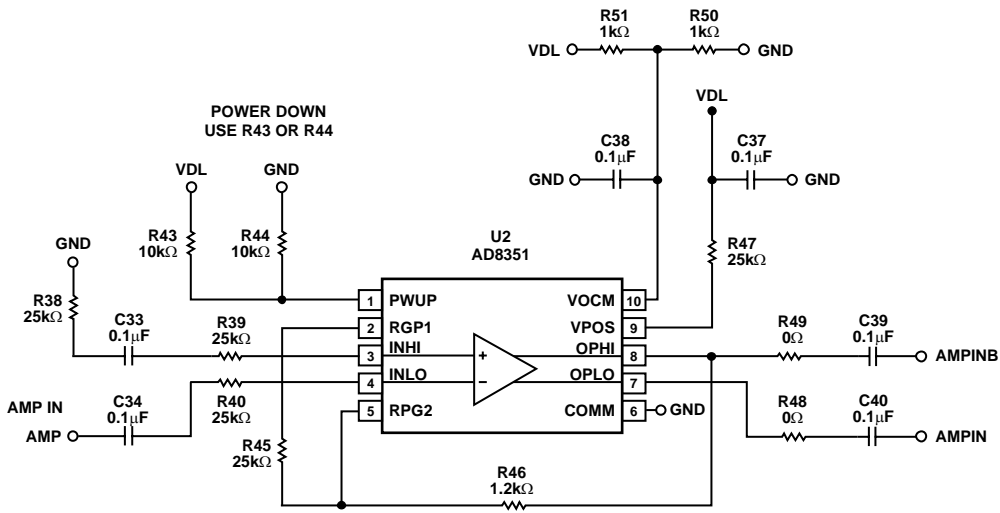 R51
1kΩ
R50
1kΩ
VDL
GND
POWER DOWN
USE R43 OR R44
VDL
C38
0.1μF
C37
0.1μF
VDL
GND
GND
GND
GND
R43
10kΩ
R44
10kΩ
U2
AD8351
R47
25kΩ
R38
25kΩ
C33
0.1μF
R39
25kΩ
1
PWUP
VOCM
10
2
RGP1
VPOS
9
3
INHI
+
OPHI
8
R49
0Ω
C39
0.1μF
AMPINB
4
INLO
–
OPLO
7
AMP IN
AMP
C34
0.1μF
R40
25kΩ
5
RPG2
COMM
6
GND
R48
0Ω
C40
0.1μF
AMPIN
R45
25kΩ
R46
1.2kΩ